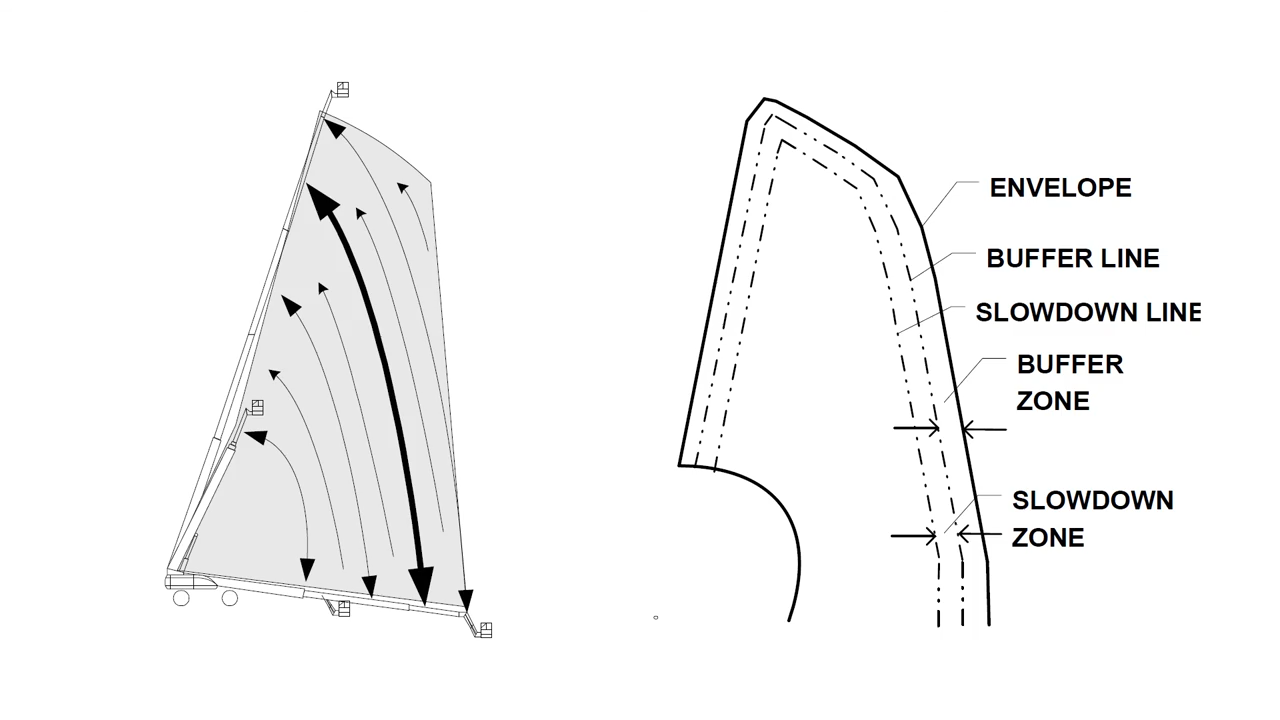 ENVELOPE
BUFFER LINE
SLOWDOWN LINE
BUFFER
ZONE
SLOWDOWN
ZONE